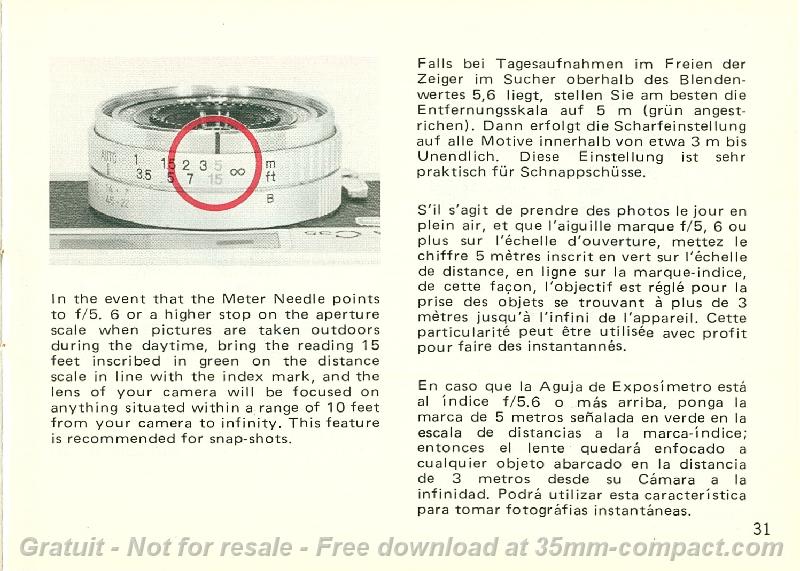 AUTO 1 1.5 2 3 5 ∞ m
3.5 5 7 15 ft
B
In the event that the Meter Needle points
to f/5. 6 or a higher stop on the aperture
scale when pictures are taken outdoors
during the daytime, bring the reading 15
feet inscribed in green on the distance
scale in line with the index mark, and the
lens of your camera will be focused on
anything situated within a range of 10 feet
from your camera to infinity. This feature
is recommended for snap-shots.
Falls bei Tagesaufnahmen im Freien der
Zeiger im Sucher oberhalb des Blenden-
wertes 5,6 liegt, stellen Sie am besten die
Entfernungsskala auf 5 m (grün angest-
richen). Dann erfolgt die Scharfeinstellung
auf alle Motive innerhalb von etwa 3 m bis
Unendlich. Diese Einstellung ist sehr
praktisch für Schnappschüsse.
S'il s'agit de prendre des photos le jour en
plein air, et que l'aiguille marque f/5, 6 ou
plus sur l'échelle d'ouverture, mettez le
chiffre 5 mètres inscrit en vert sur l'échelle
de distance, en ligne sur la marque-indice,
de cette façon, l'objectif est réglé pour la
prise des objets se trouvant à plus de 3
mètres jusqu'à l'infini de l'appareil. Cette
particularité peut être utilisée avec profit
pour faire des instantannés.
En caso que la Aguja de Exposímetro está
al índice f/5.6 o más arriba, ponga la
marca de 5 metros señalada en verde en la
escala de distancias a la marca-índice;
entonces el lente quedará enfocado a
cualquier objeto abarcado en la distancia
de 3 metros desde su Cámara a la
infinidad. Podrá utilizar esta característica
para tomar fotográfias instantáneas.
31
Gratuit - Not for resale - Free download at 35mm-compact.com